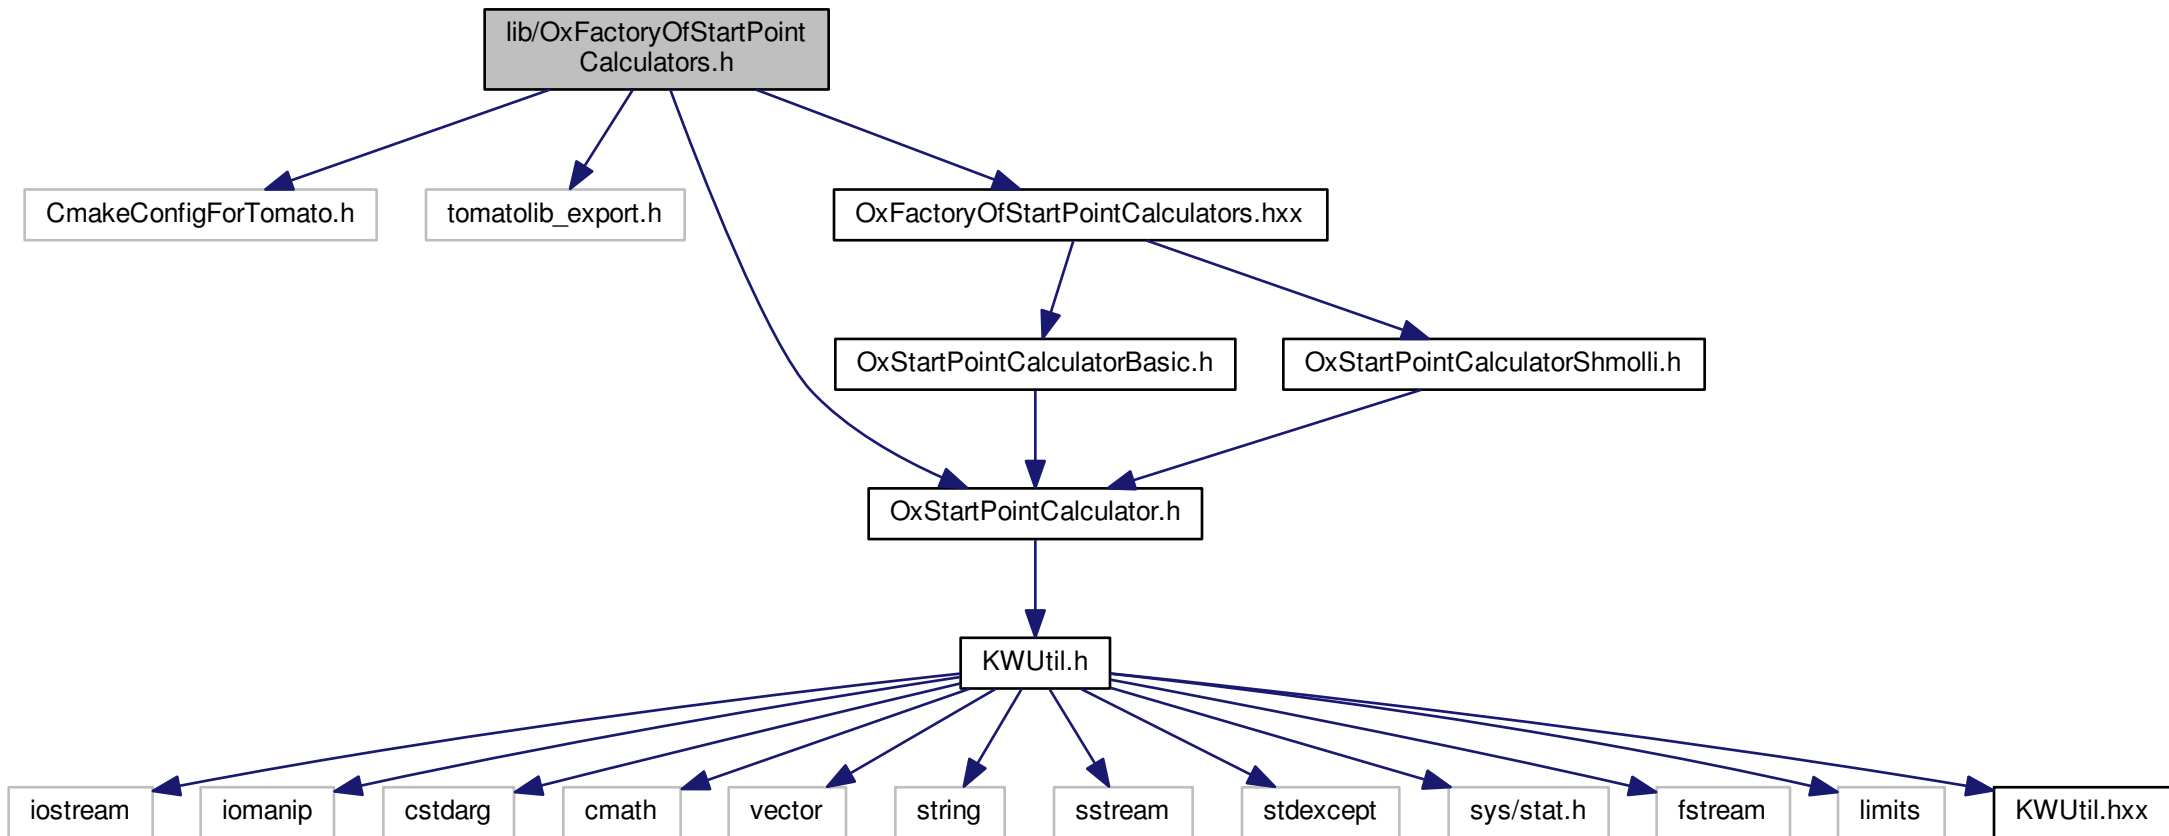 lib/OxFactoryOfStartPoint
Calculators.h
CmakeConfigForTomato.h
tomatolib_export.h
OxFactoryOfStartPointCalculators.hxx
OxStartPointCalculatorBasic.h
OxStartPointCalculatorShmolli.h
OxStartPointCalculator.h
KWUtil.h
iostream
iomanip
cstdarg
cmath
vector
string
sstream
stdexcept
sys/stat.h
fstream
limits
KWUtil.hxx